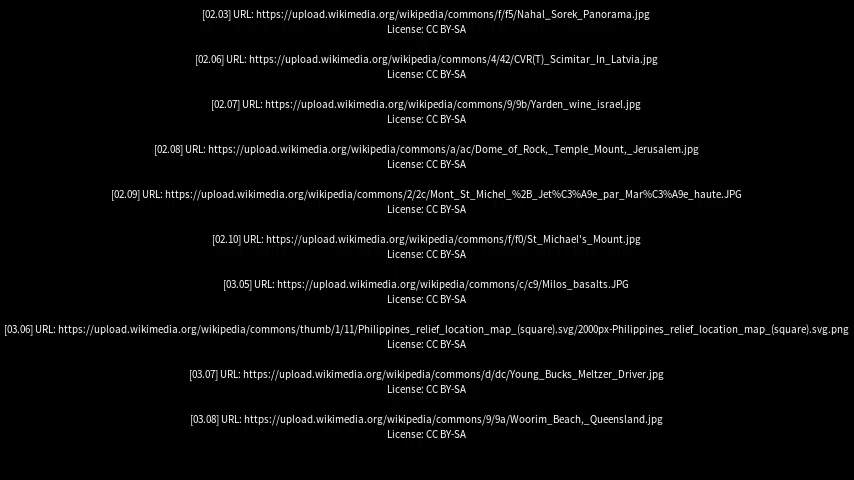 [02.03] URL: https://upload.wikimedia.org/wikipedia/commons/f/f5/Nahal_Sorek_Panorama.jpg
License: CC BY-SA
[02.06] URL: https://upload.wikimedia.org/wikipedia/commons/4/42/CVR(T)_Scimitar_In_Latvia.jpg
License: CC BY-SA
[02.07] URL: https://upload.wikimedia.org/wikipedia/commons/9/9b/Yarden_wine_israel.jpg
License: CC BY-SA
[02.08] URL: https://upload.wikimedia.org/wikipedia/commons/a/ac/Dome_of_Rock,_Temple_Mount,_Jerusalem.jpg
License: CC BY-SA
[02.09] URL: https://upload.wikimedia.org/wikipedia/commons/2/2c/Mont_St_Michel_%2B_Jet%C3%A9e_par_Mar%C3%A9e_haute.JPG
License: CC BY-SA
[02.10] URL: https://upload.wikimedia.org/wikipedia/commons/f/f0/St_Michael's_Mount.jpg
License: CC BY-SA
[03.05] URL: https://upload.wikimedia.org/wikipedia/commons/c/c9/Milos_basalts.JPG
License: CC BY-SA
[03.06] URL: https://upload.wikimedia.org/wikipedia/commons/thumb/1/11/Philippines_relief_location_map_(square).svg/2000px-Philippines_relief_location_map_(square).svg.png
License: CC BY-SA
[03.07] URL: https://upload.wikimedia.org/wikipedia/commons/d/dc/Young_Bucks_Meltzer_Driver.jpg
License: CC BY-SA
[03.08] URL: https://upload.wikimedia.org/wikipedia/commons/9/9a/Woorim_Beach,_Queensland.jpg
License: CC BY-SA